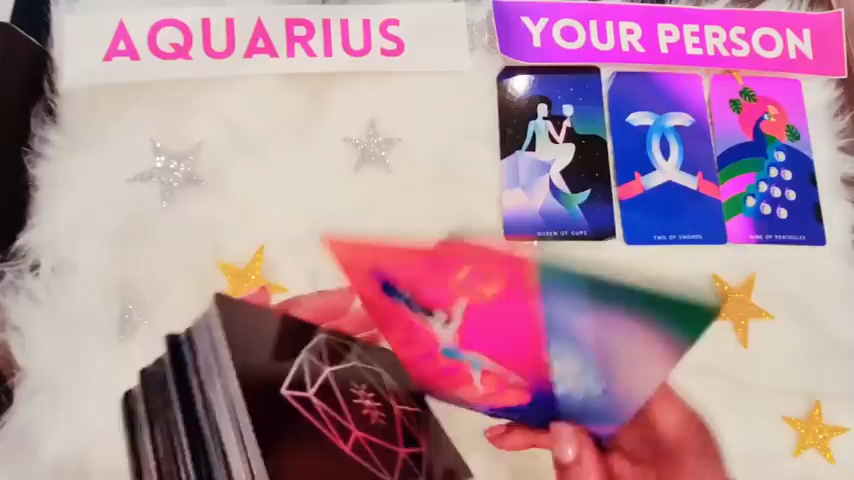 AQUARIUS
YOUR PERSON
QUEEN OF CUPS
TWO OF SWORDS
NINE OF PENTACLES